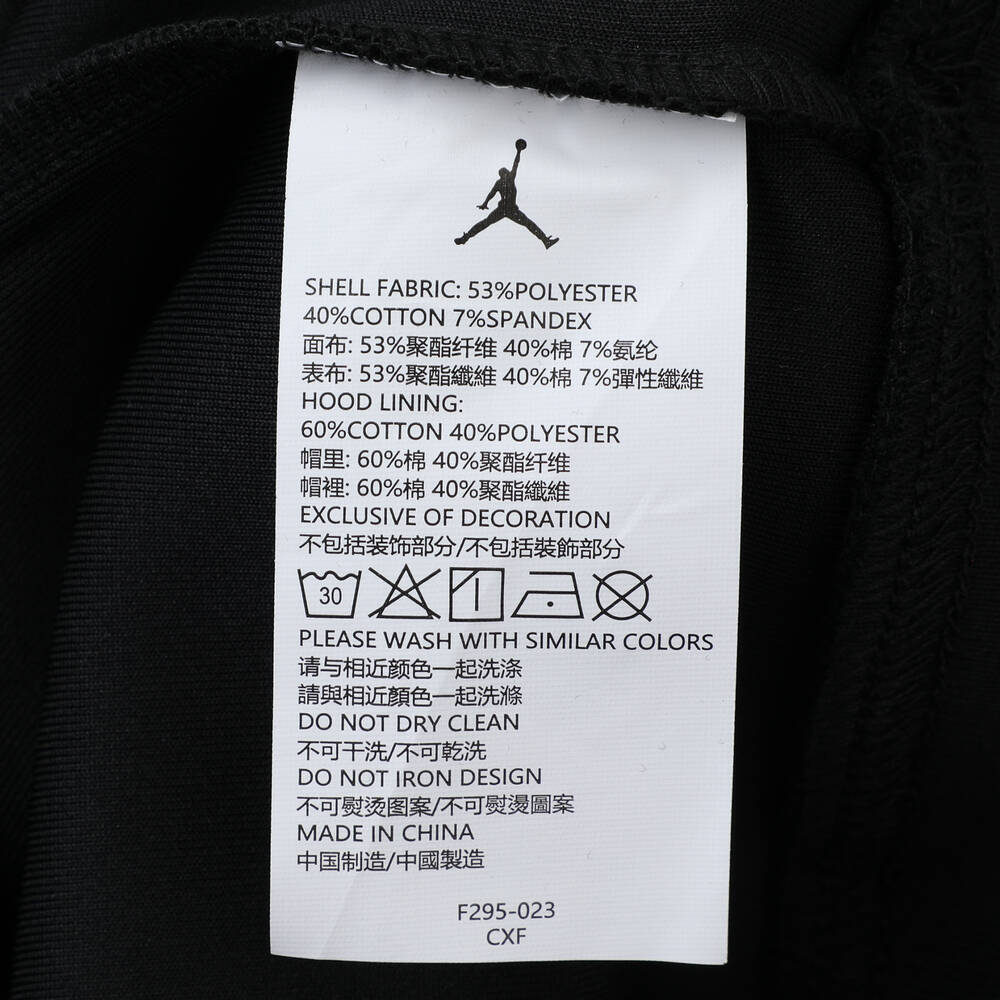 SHELL FABRIC: 53%POLYESTER
40%COTTON 7%SPANDEX
面布: 53%聚酯纤维 40%棉 7%氨纶
表布: 53%聚酯纖維 40%棉 7%彈性纖維
HOOD LINING:
60%COTTON 40%POLYESTER
帽里: 60%棉 40%聚酯纤维
帽裡: 60%棉 40%聚酯纖維
EXCLUSIVE OF DECORATION
不包括装饰部分/不包括裝飾部分
30
PLEASE WASH WITH SIMILAR COLORS
请与相近颜色一起洗涤
請與相近顏色一起洗滌
DO NOT DRY CLEAN
不可干洗/不可乾洗
DO NOT IRON DESIGN
不可熨烫图案/不可熨燙圖案
MADE IN CHINA
中国制造/中國製造
F295-023
CXF